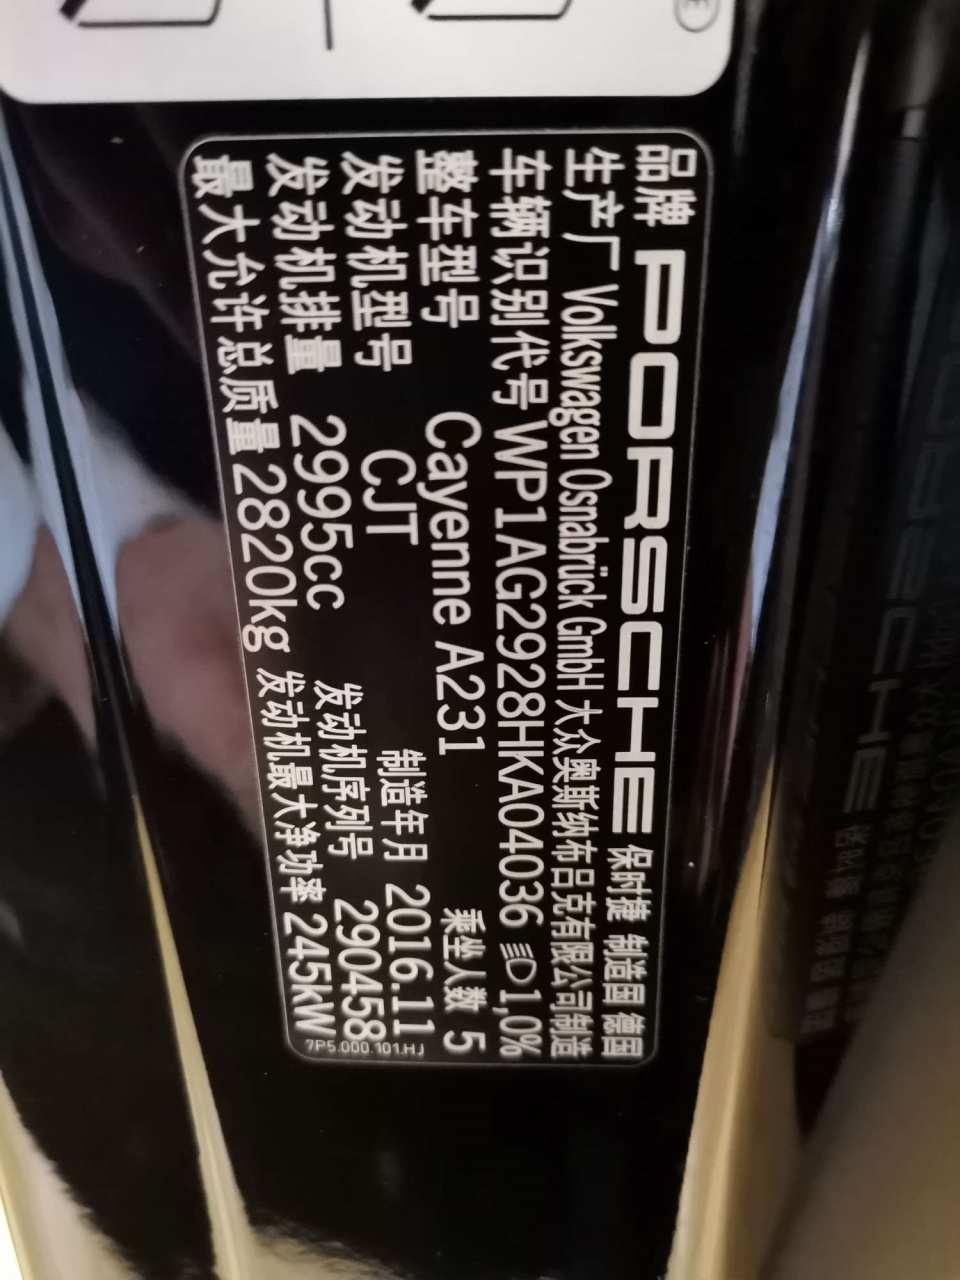 品牌 PORSCHE 保时捷 制造国 德国
生产厂 Volkswagen Osnabrück GmbH 大众奥斯纳布吕克有限公司制造
车辆识别代号 WP1AG2928HKA04036 1,0%
整车型号 Cayenne A231 乘坐人数 5
发动机型号 CJT 制造年月 2016.11
发动机排量 2995cc 发动机序列号 290458
最大允许总质量 2820kg 发动机最大净功率 245kW
7P5.000.101.HJ